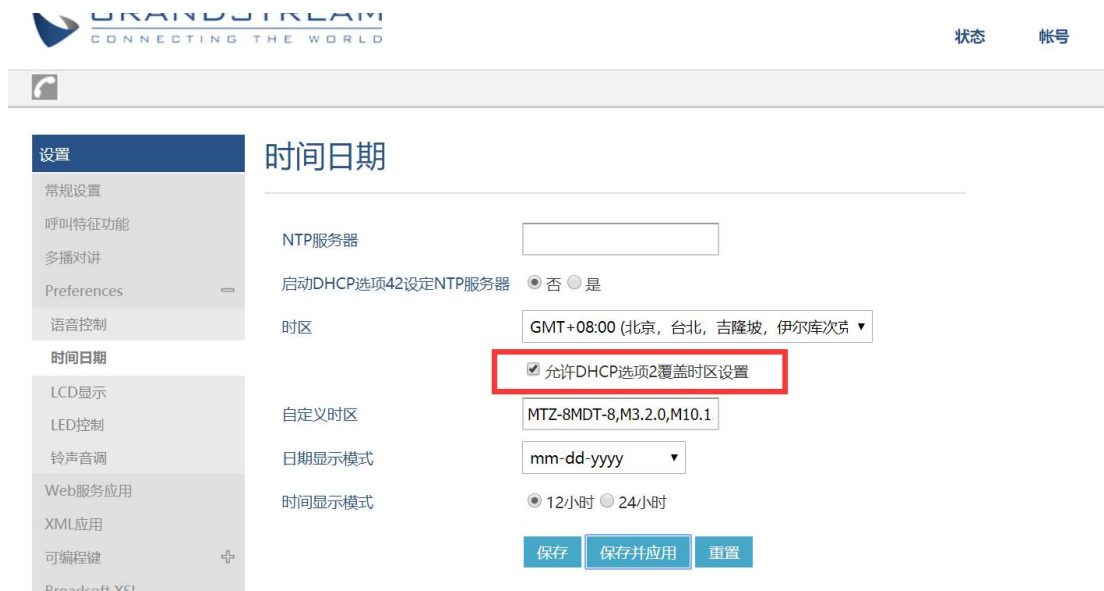 GRANDSTREAM
CONNECTING THE WORLD
状态 帐号
设置
常规设置
呼叫特征功能
多播对讲
Preferences
语音控制
时间日期
LCD显示
LED控制
铃声音调
Web服务应用
XML应用
可编程键
Broadsoft XSI
时间日期
NTP服务器
启动DHCP选项42设定NTP服务器 否 是
时区 GMT+08:00 (北京，台北，吉隆坡，伊尔库次克
允许DHCP选项2覆盖时区设置
自定义时区 MTZ-8MDT-8,M3.2.0,M10.1
日期显示模式 mm-dd-yyyy
时间显示模式 12小时 24小时
保存 保存并应用 重置